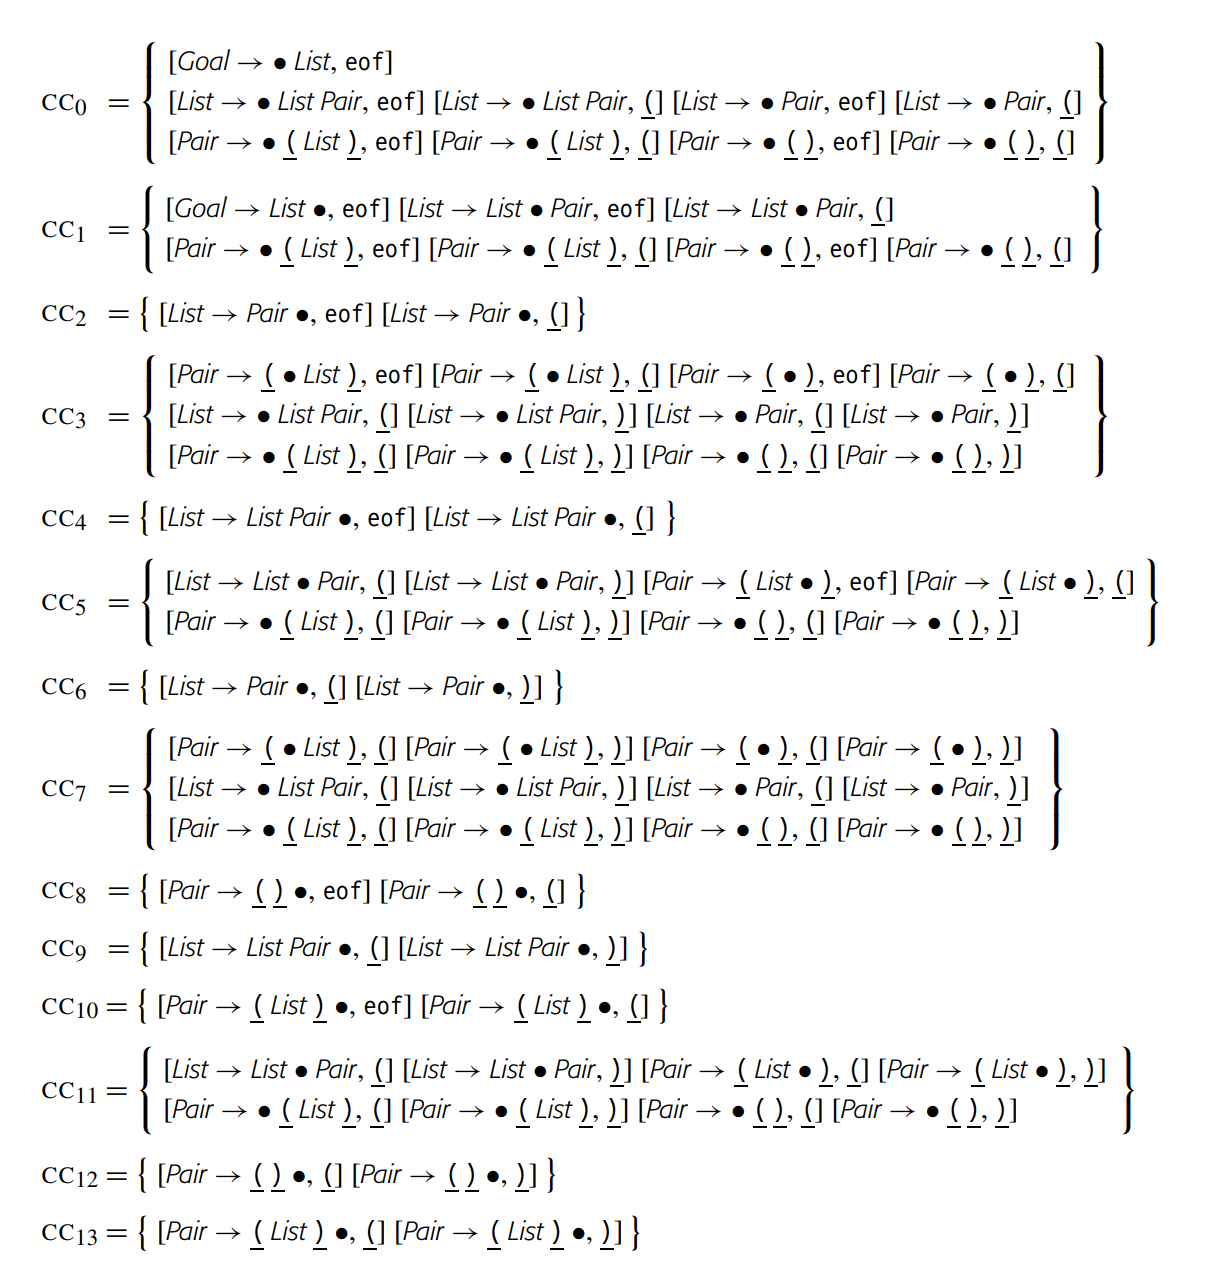 [Goal → • List, eof]
CC0 = { [List → • List Pair, eof] [List → • List Pair, (] [List → • Pair, eof] [List → • Pair, (] }
[Pair → • ( List ), eof] [Pair → • ( List ), (] [Pair → • ( ), eof] [Pair → • ( ), (]
[Goal → List •, eof] [List → List • Pair, eof] [List → List • Pair, (]
CC1 = { }
[Pair → • ( List ), eof] [Pair → • ( List ), (] [Pair → • ( ), eof] [Pair → • ( ), (]
CC2 = { [List → Pair •, eof] [List → Pair •, (] }
[Pair → ( • List ), eof] [Pair → ( • List ), (] [Pair → ( • ), eof] [Pair → ( • ), (]
CC3 = { [List → • List Pair, (] [List → • List Pair, )] [List → • Pair, (] [List → • Pair, )] }
[Pair → • ( List ), (] [Pair → • ( List ), )] [Pair → • ( ), (] [Pair → • ( ), )]
CC4 = { [List → List Pair •, eof] [List → List Pair •, (] }
[List → List • Pair, (] [List → List • Pair, )] [Pair → ( List • ), eof] [Pair → ( List • ), (]
CC5 = { }
[Pair → • ( List ), (] [Pair → • ( List ), )] [Pair → • ( ), (] [Pair → • ( ), )]
CC6 = { [List → Pair •, (] [List → Pair •, )] }
[Pair → ( • List ), (] [Pair → ( • List ), )] [Pair → ( • ), (] [Pair → ( • ), )]
CC7 = { [List → • List Pair, (] [List → • List Pair, )] [List → • Pair, (] [List → • Pair, )] }
[Pair → • ( List ), (] [Pair → • ( List ), )] [Pair → • ( ), (] [Pair → • ( ), )]
CC8 = { [Pair → ( ) •, eof] [Pair → ( ) •, (] }
CC9 = { [List → List Pair •, (] [List → List Pair •, )] }
CC10 = { [Pair → ( List ) •, eof] [Pair → ( List ) •, (] }
[List → List • Pair, (] [List → List • Pair, )] [Pair → ( List • ), (] [Pair → ( List • ), )]
CC11 = { }
[Pair → • ( List ), (] [Pair → • ( List ), )] [Pair → • ( ), (] [Pair → • ( ), )]
CC12 = { [Pair → ( ) •, (] [Pair → ( ) •, )] }
CC13 = { [Pair → ( List ) •, (] [Pair → ( List ) •, )] }